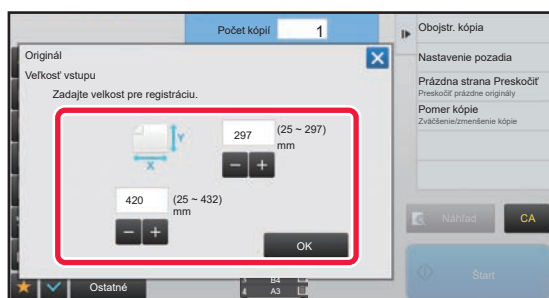 Počet kópií 1
Originál
Veľkosť vstupu
Zadajte velkost pre registráciu.
Y
X
297 (25 ~ 297)
mm
420 (25 ~ 432)
mm
OK
Ostatné
B4
4 A3
Obojstr. kópia
Nastavenie pozadia
Prázdna strana Preskočiť
Preskočiť prázdne originály
Pomer kópie
Zväčšenie/zmenšenie kópie
Náhľad
CA
Štart